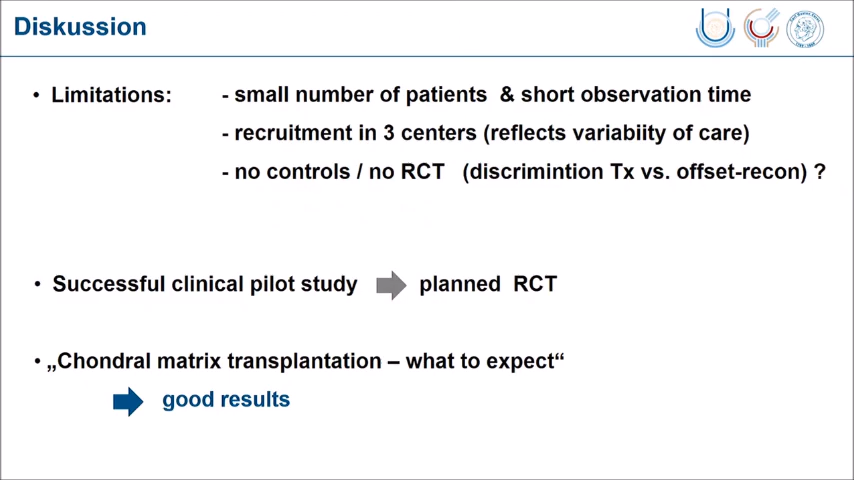 Diskussion
• Limitations: - small number of patients & short observation time
- recruitment in 3 centers (reflects variabiity of care)
- no controls / no RCT (discrimintion Tx vs. offset-recon) ?
• Successful clinical pilot study planned RCT
• „Chondral matrix transplantation – what to expect“
good results